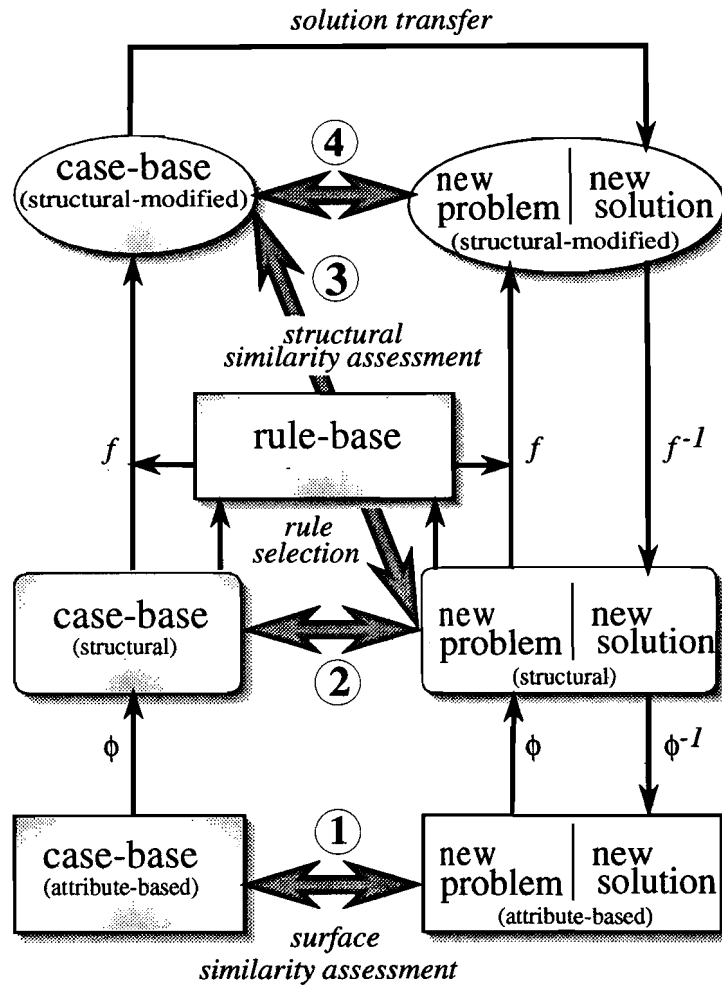 solution transfer
4
case-base
(structural-modified)
new | new
problem | solution
(structural-modified)
3
structural
similarity assessment
rule-base
f
f
f-1
rule
selection
case-base
(structural)
2
new | new
problem | solution
(structural)
ϕ
ϕ
ϕ-1
1
case-base
(attribute-based)
new | new
problem | solution
(attribute-based)
surface
similarity assessment